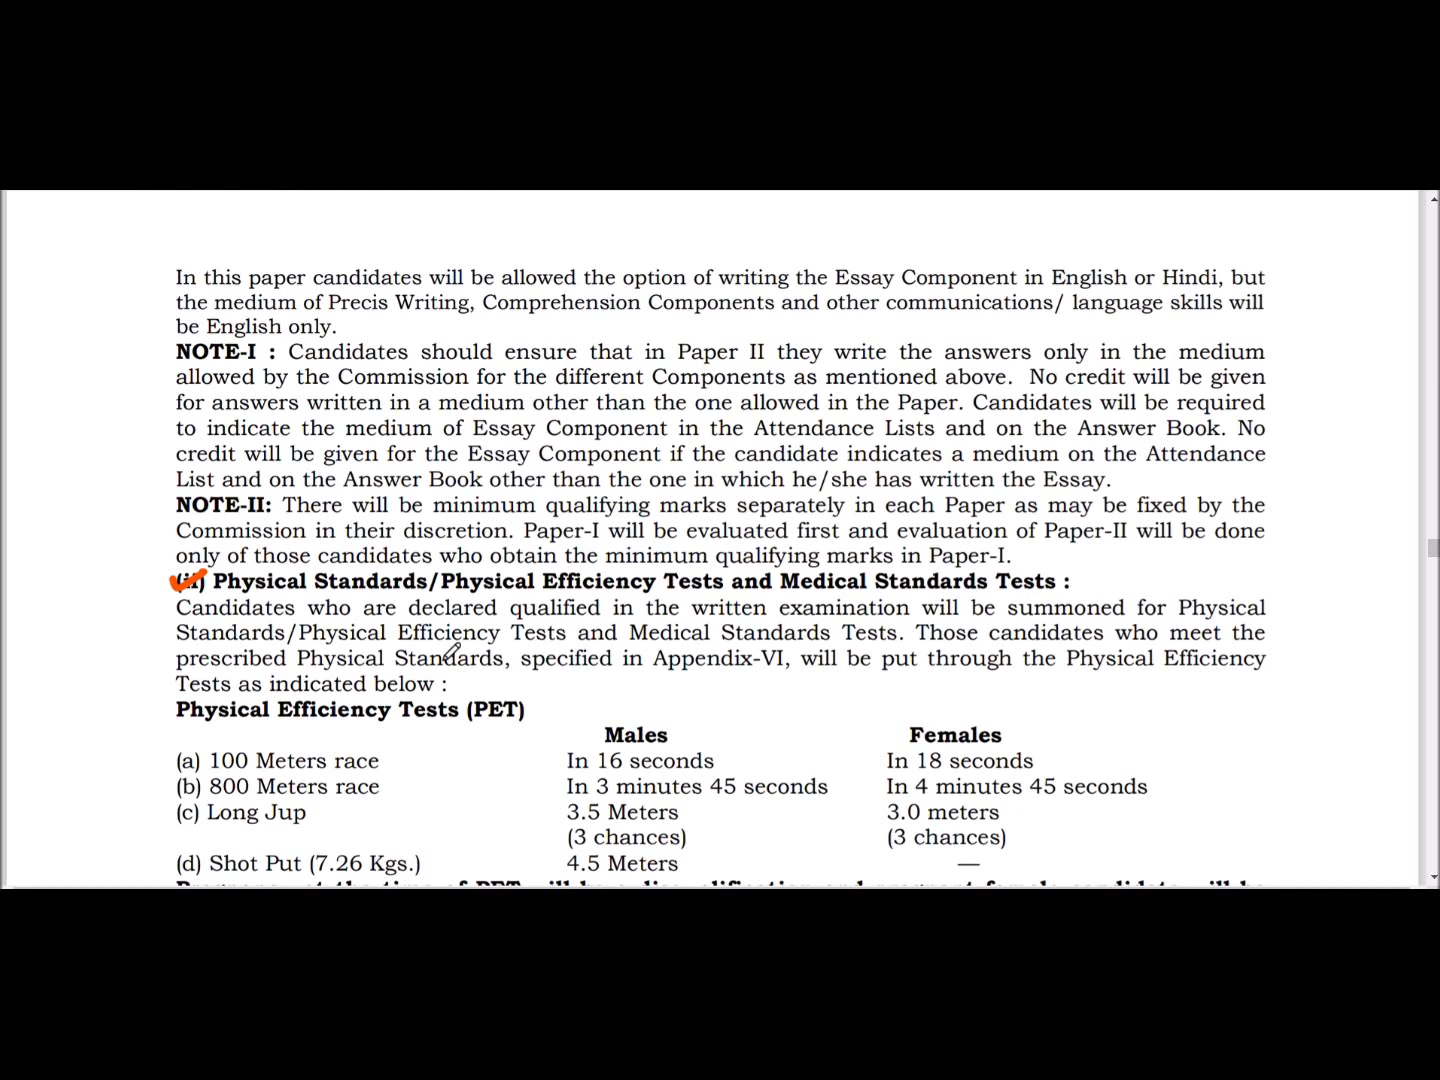 In this paper candidates will be allowed the option of writing the Essay Component in English or Hindi, but
the medium of Precis Writing, Comprehension Components and other communications/ language skills will
be English only.
NOTE-I : Candidates should ensure that in Paper II they write the answers only in the medium
allowed by the Commission for the different Components as mentioned above. No credit will be given
for answers written in a medium other than the one allowed in the Paper. Candidates will be required
to indicate the medium of Essay Component in the Attendance Lists and on the Answer Book. No
credit will be given for the Essay Component if the candidate indicates a medium on the Attendance
List and on the Answer Book other than the one in which he/she has written the Essay.
NOTE-II: There will be minimum qualifying marks separately in each Paper as may be fixed by the
Commission in their discretion. Paper-I will be evaluated first and evaluation of Paper-II will be done
only of those candidates who obtain the minimum qualifying marks in Paper-I.
(ii) Physical Standards/Physical Efficiency Tests and Medical Standards Tests :
Candidates who are declared qualified in the written examination will be summoned for Physical
Standards/Physical Efficiency Tests and Medical Standards Tests. Those candidates who meet the
prescribed Physical Standards, specified in Appendix-VI, will be put through the Physical Efficiency
Tests as indicated below :
Physical Efficiency Tests (PET)
Males Females
(a) 100 Meters race In 16 seconds In 18 seconds
(b) 800 Meters race In 3 minutes 45 seconds In 4 minutes 45 seconds
(c) Long Jup 3.5 Meters 3.0 meters
(3 chances) (3 chances)
(d) Shot Put (7.26 Kgs.) 4.5 Meters —